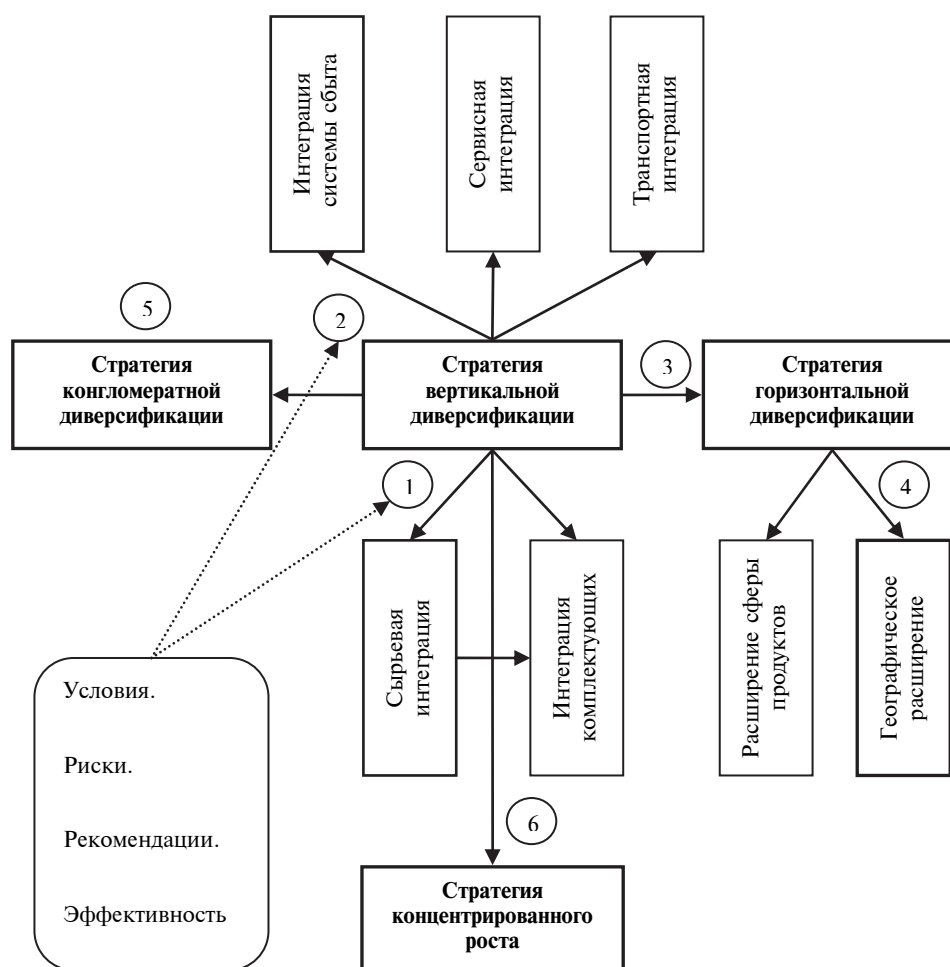 Интеграция
системы сбыта
Сервисная
интеграция
Транспортная
интеграция
5
2
Стратегия
конгломератной
диверсификации
Стратегия
вертикальной
диверсификации
3
Стратегия
горизонтальной
диверсификации
1
4
Сырьевая
интеграция
Интеграция
комплектующих
Расширение сферы
продуктов
Географическое
расширение
Условия.
Риски.
Рекомендации.
Эффективность
6
Стратегия
концентрированного
роста